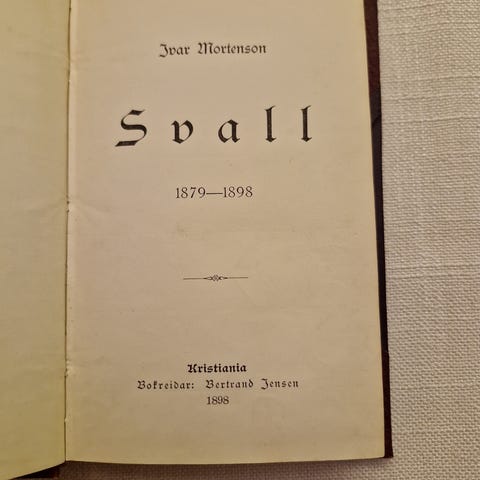 Ivar Mortenson
Svall
1879—1898
Kristiania
Bokreidar: Bertrand Jensen
1898